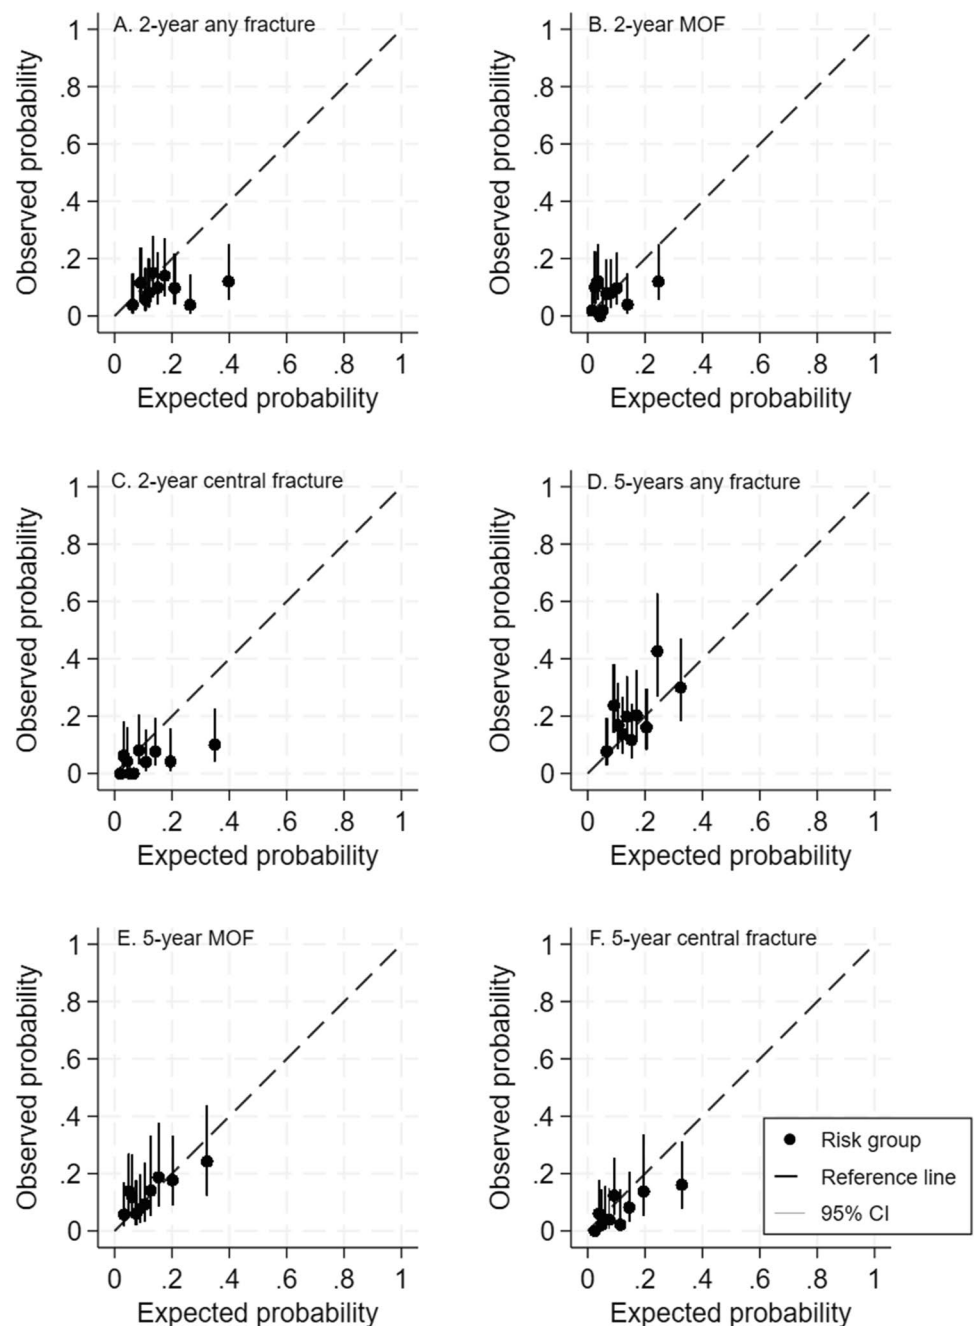 A. 2-year any fracture
Observed probability
1
.8
.6
.4
.2
0
0 .2 .4 .6 .8 1
Expected probability
B. 2-year MOF
Observed probability
1
.8
.6
.4
.2
0
0 .2 .4 .6 .8 1
Expected probability
C. 2-year central fracture
Observed probability
1
.8
.6
.4
.2
0
0 .2 .4 .6 .8 1
Expected probability
D. 5-years any fracture
Observed probability
1
.8
.6
.4
.2
0
0 .2 .4 .6 .8 1
Expected probability
E. 5-year MOF
Observed probability
1
.8
.6
.4
.2
0
0 .2 .4 .6 .8 1
Expected probability
F. 5-year central fracture
Observed probability
1
.8
.6
.4
.2
0
0 .2 .4 .6 .8 1
Expected probability
Risk group
Reference line
95% CI